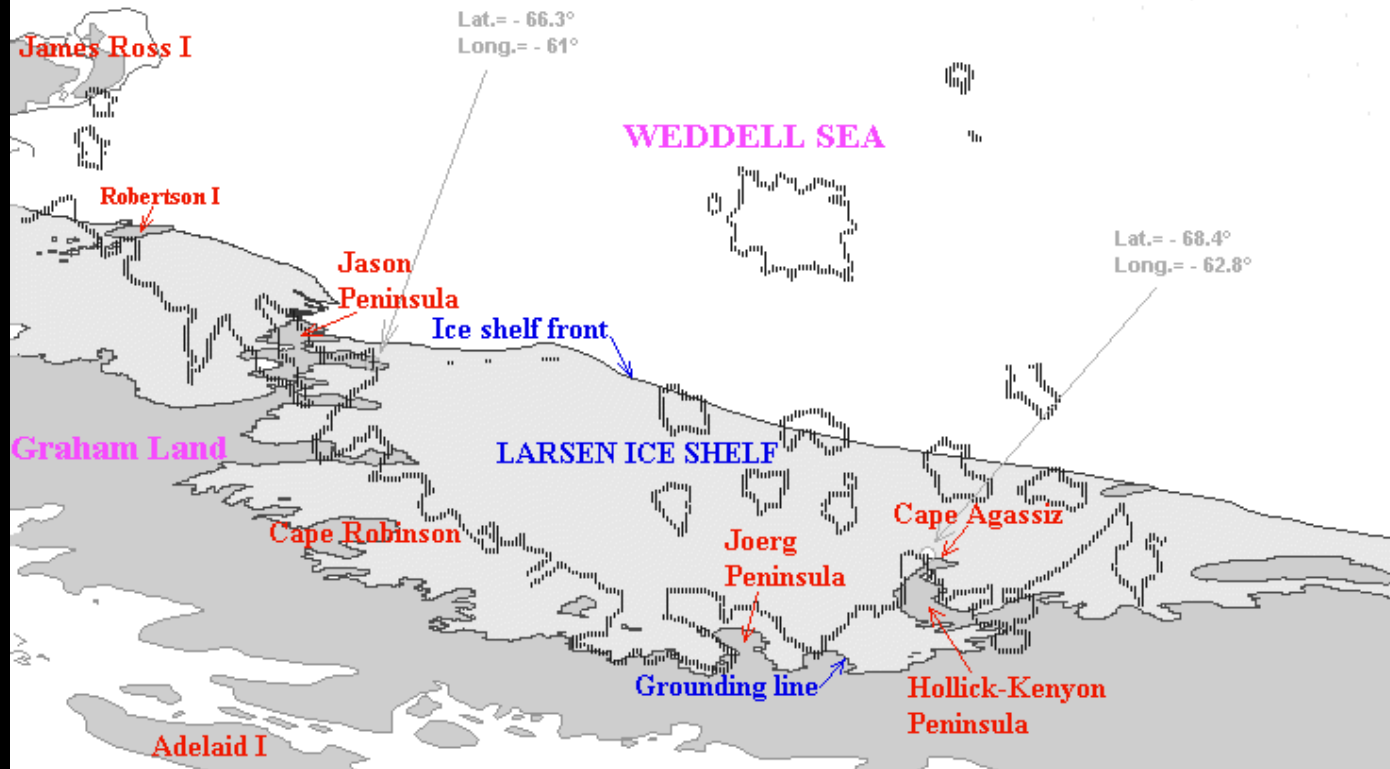 Lat.= - 66.3°
Long.= - 61°
James Ross I
WEDDELL SEA
Robertson I
Lat.= - 68.4°
Long.= - 62.8°
Jason
Peninsula
Ice shelf front
Graham Land
LARSEN ICE SHELF
Cape Agassiz
Cape Robinson
Joerg
Peninsula
Grounding line
Hollick-Kenyon
Peninsula
Adelaid I